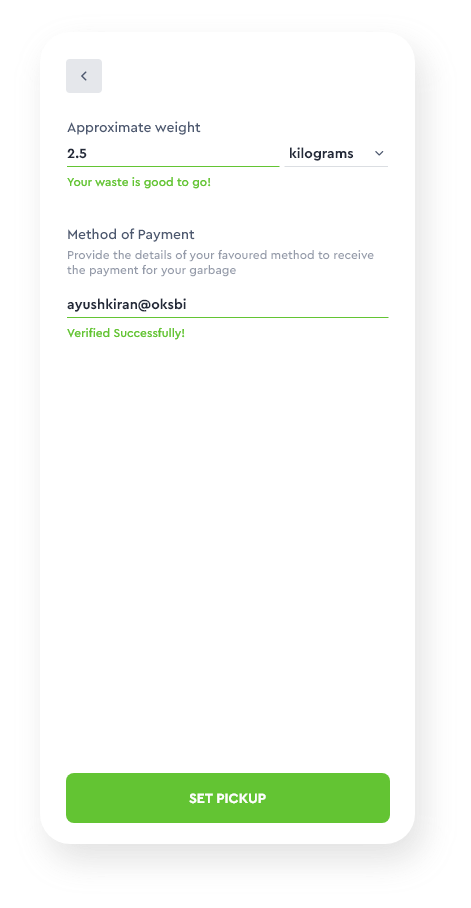 Approximate weight
2.5 kilograms
Your waste is good to go!
Method of Payment
Provide the details of your favoured method to receive
the payment for your garbage
ayushkiran@oksbi
Verified Successfully!
SET PICKUP